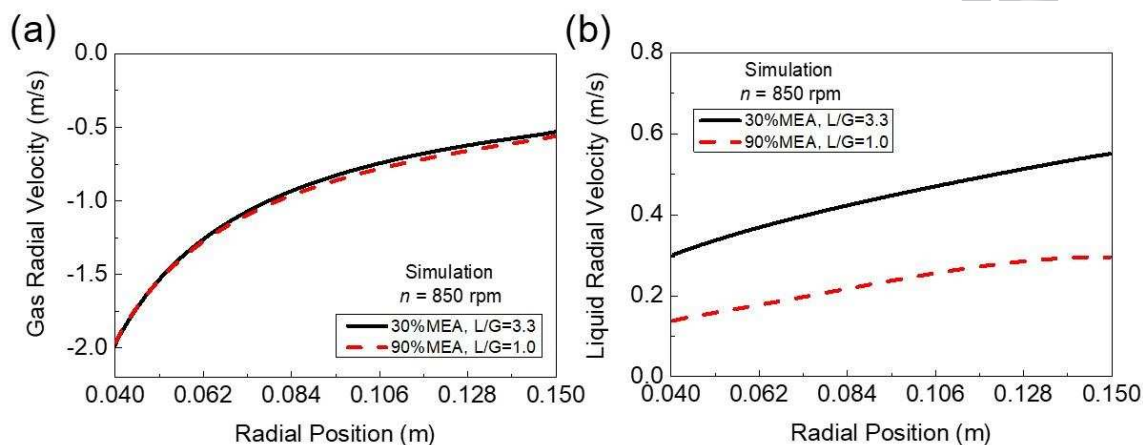 (a)
Gas Radial Velocity (m/s)
0.0
-0.5
-1.0
-1.5
-2.0
Simulation
n = 850 rpm
30%MEA, L/G=3.3
90%MEA, L/G=1.0
0.040 0.062 0.084 0.106 0.128 0.150
Radial Position (m)
(b)
Liquid Radial Velocity (m/s)
0.8
0.6
0.4
0.2
0.0
Simulation
n = 850 rpm
30%MEA, L/G=3.3
90%MEA, L/G=1.0
0.040 0.062 0.084 0.106 0.128 0.150
Radial Position (m)